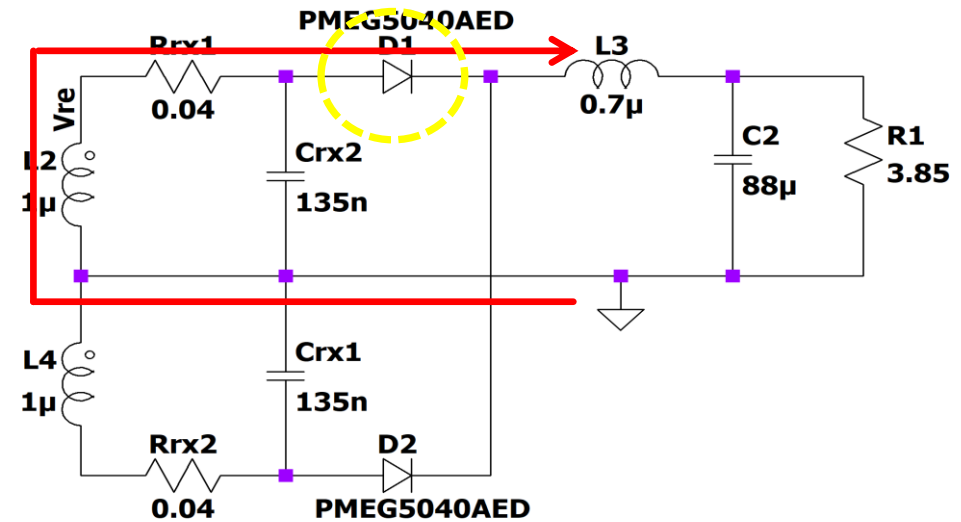 PMEG5040AED
Rrx1
D1
L3
0.04
0.7µ
Vre
L2
1µ
Crx2
135n
C2
88µ
R1
3.85
L4
1µ
Crx1
135n
Rrx2
D2
0.04
PMEG5040AED